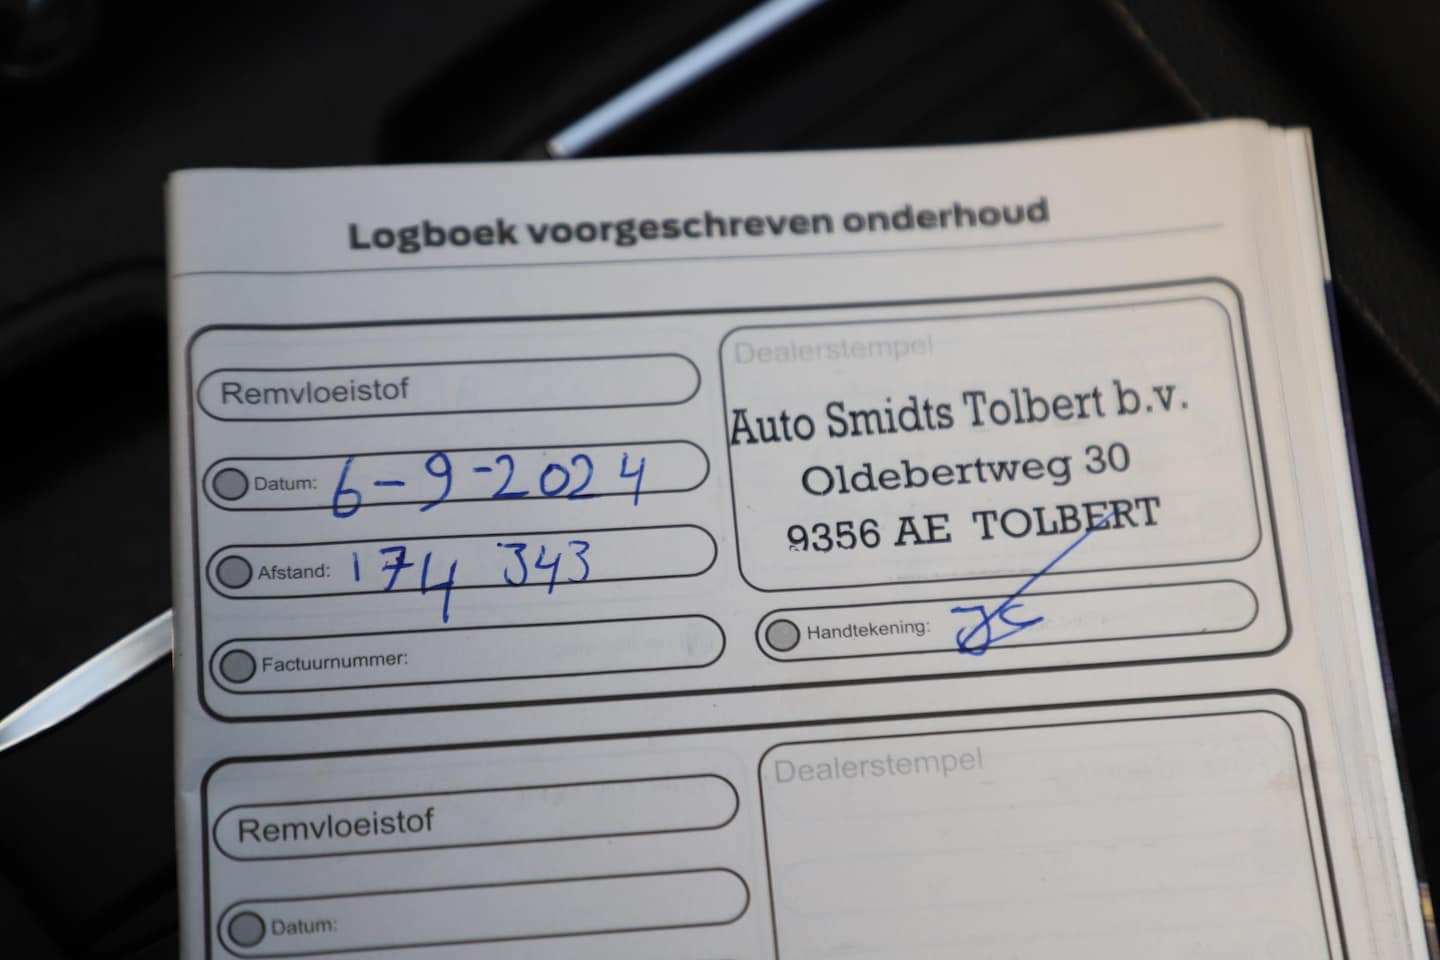 Logboek voorgeschreven onderhoud
Remvloeistof
Datum: 6-9-2024
Afstand: 174 343
Factuurnummer:
Dealerstempel
Auto Smidts Tolbert b.v.
Oldebertweg 30
9356 AE TOLBERT
Handtekening:
Remvloeistof
Datum:
Dealerstempel